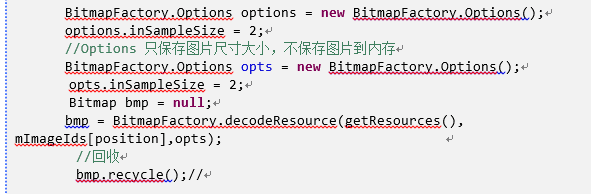 BitmapFactory.Options options = new BitmapFactory.Options();
options.inSampleSize = 2;
//Options 只保存图片尺寸大小，不保存图片到内存
BitmapFactory.Options opts = new BitmapFactory.Options();
opts.inSampleSize = 2;
Bitmap bmp = null;
bmp = BitmapFactory.decodeResource(getResources(),
mImageIds[position],opts);
//回收
bmp.recycle();//